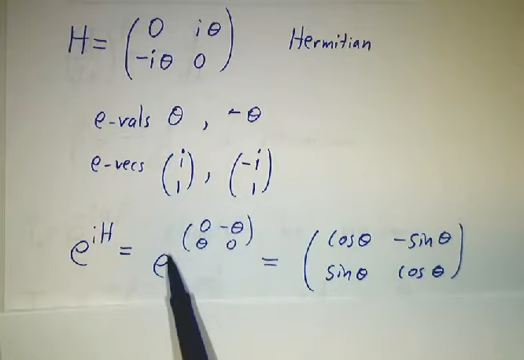 H = ( 0 iθ ; -iθ 0 ) Hermitian
e-vals θ , -θ
e-vecs ( i ; 1 ) , ( -i ; 1 )
e^{iH} = e^{( 0 -θ ; θ 0 )} = ( cosθ -sinθ ; sinθ cosθ )